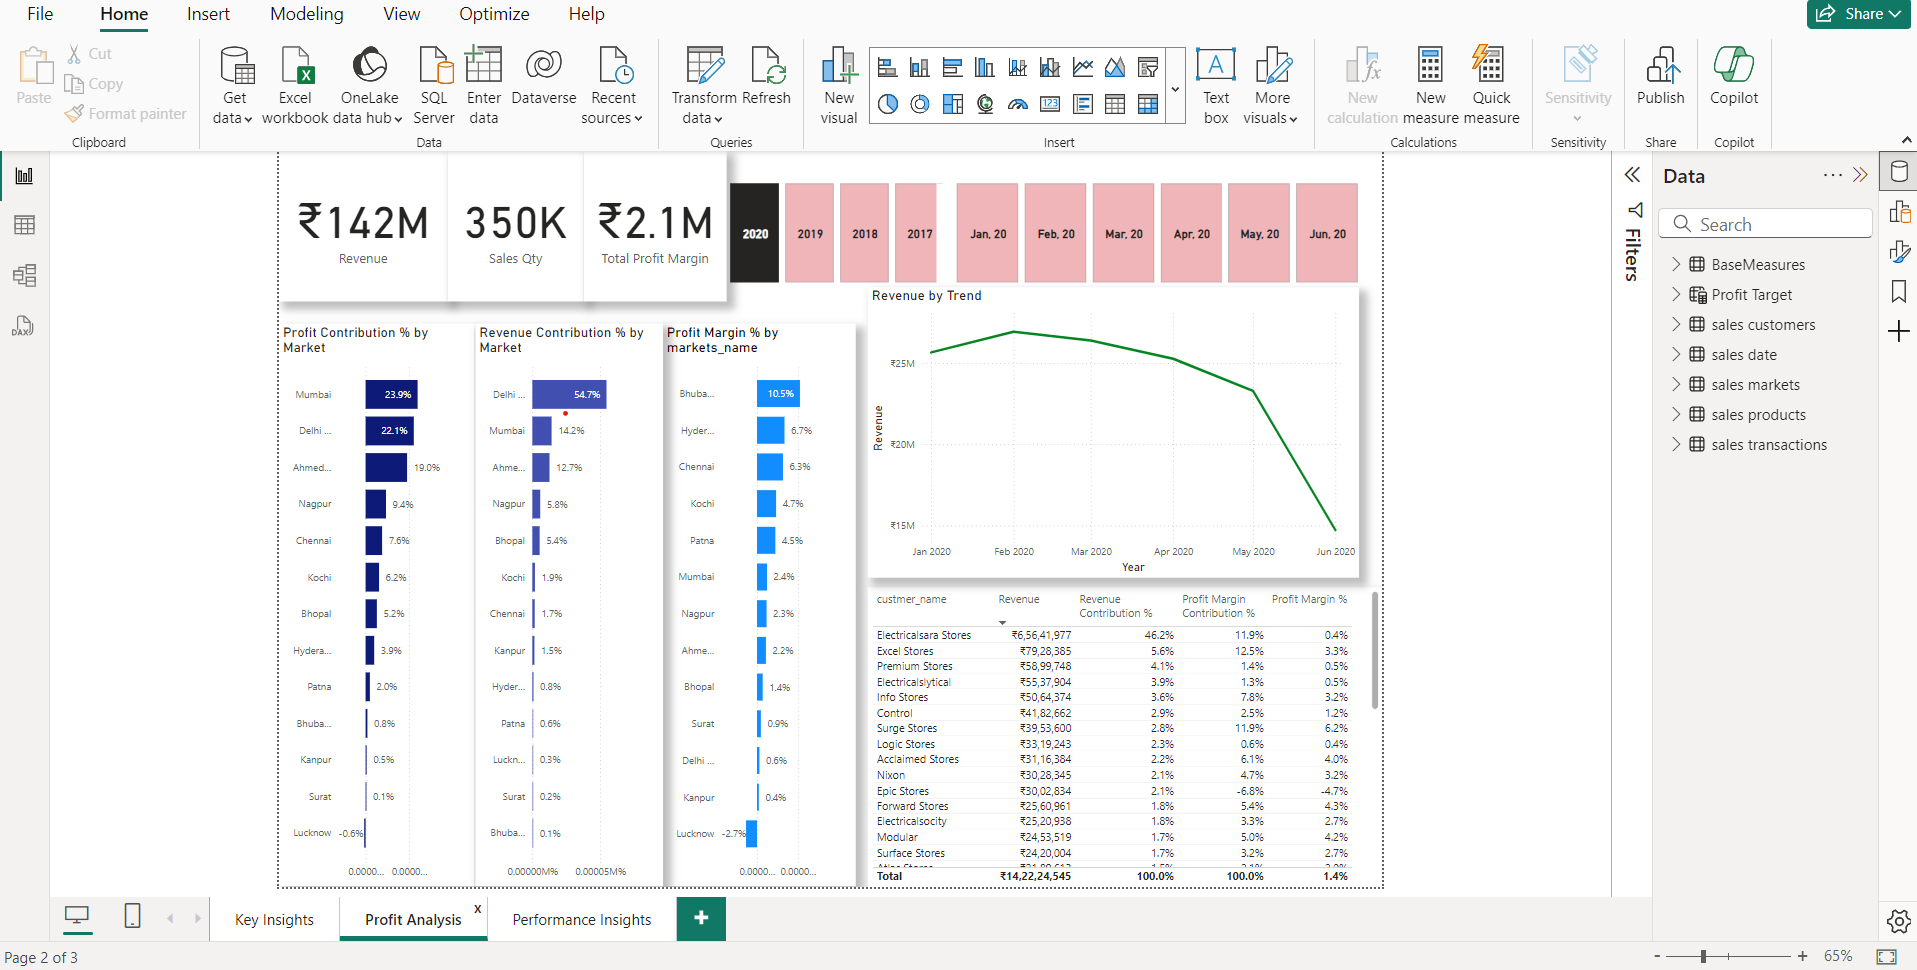 File Home Insert Modeling View Optimize Help Share
Paste
Cut
Copy
Format painter
Clipboard
Get data
Excel workbook
OneLake data hub
SQL Server
Enter data
Dataverse
Recent sources
Data
Transform data
Refresh
Queries
New visual
123
Insert
A
Text box
More visuals
New calculation
New measure
Quick measure
Calculations
Sensitivity
Sensitivity
Publish
Share
Copilot
Copilot
DAX
₹142M
Revenue
350K
Sales Qty
₹2.1M
Total Profit Margin
2020 2019 2018 2017
Jan, 20 Feb, 20 Mar, 20 Apr, 20 May, 20 Jun, 20
Profit Contribution % by
Market
Mumbai 23.9%
Delhi ... 22.1%
Ahmed... 19.0%
Nagpur 9.4%
Chennai 7.6%
Kochi 6.2%
Bhopal 5.2%
Hydera... 3.9%
Patna 2.0%
Bhuba... 0.8%
Kanpur 0.5%
Surat 0.1%
Lucknow -0.6%
0.0000... 0.0000...
Revenue Contribution % by
Market
Delhi ... 54.7%
Mumbai 14.2%
Ahme... 12.7%
Nagpur 5.8%
Bhopal 5.4%
Kochi 1.9%
Chennai 1.7%
Kanpur 1.5%
Hyder... 0.8%
Patna 0.6%
Luckn... 0.3%
Surat 0.2%
Bhuba... 0.1%
0.00000M% 0.00005M%
Profit Margin % by
markets_name
Bhuba... 10.5%
Hyder... 6.7%
Chennai 6.3%
Kochi 4.7%
Patna 4.5%
Mumbai 2.4%
Nagpur 2.3%
Ahme... 2.2%
Bhopal 1.4%
Surat 0.9%
Delhi ... 0.6%
Kanpur 0.4%
Lucknow -2.7%
0.0000... 0.0000...
Revenue by Trend
Revenue
₹25M
₹20M
₹15M
Jan 2020 Feb 2020 Mar 2020 Apr 2020 May 2020 Jun 2020
Year
custmer_name Revenue Revenue Contribution % Profit Margin Contribution % Profit Margin %
Electricalsara Stores ₹6,56,41,977 46.2% 11.9% 0.4%
Excel Stores ₹79,28,385 5.6% 12.5% 3.3%
Premium Stores ₹58,99,748 4.1% 1.4% 0.5%
Electricalslytical ₹55,37,904 3.9% 1.3% 0.5%
Info Stores ₹50,64,374 3.6% 7.8% 3.2%
Control ₹41,82,662 2.9% 2.5% 1.2%
Surge Stores ₹39,53,600 2.8% 11.9% 6.2%
Logic Stores ₹33,19,243 2.3% 0.6% 0.4%
Acclaimed Stores ₹31,16,384 2.2% 6.1% 4.0%
Nixon ₹30,28,345 2.1% 4.7% 3.2%
Epic Stores ₹30,02,834 2.1% -6.8% -4.7%
Forward Stores ₹25,60,961 1.8% 5.4% 4.3%
Electricalsocity ₹25,20,938 1.8% 3.3% 2.7%
Modular ₹24,53,519 1.7% 5.0% 4.2%
Surface Stores ₹24,20,004 1.7% 3.2% 2.7%
Total ₹14,22,24,545 100.0% 100.0% 1.4%
Filters
Data
Search
BaseMeasures
Profit Target
sales customers
sales date
sales markets
sales products
sales transactions
Key Insights
Profit Analysis x
Performance Insights
+
Page 2 of 3
- + 65%